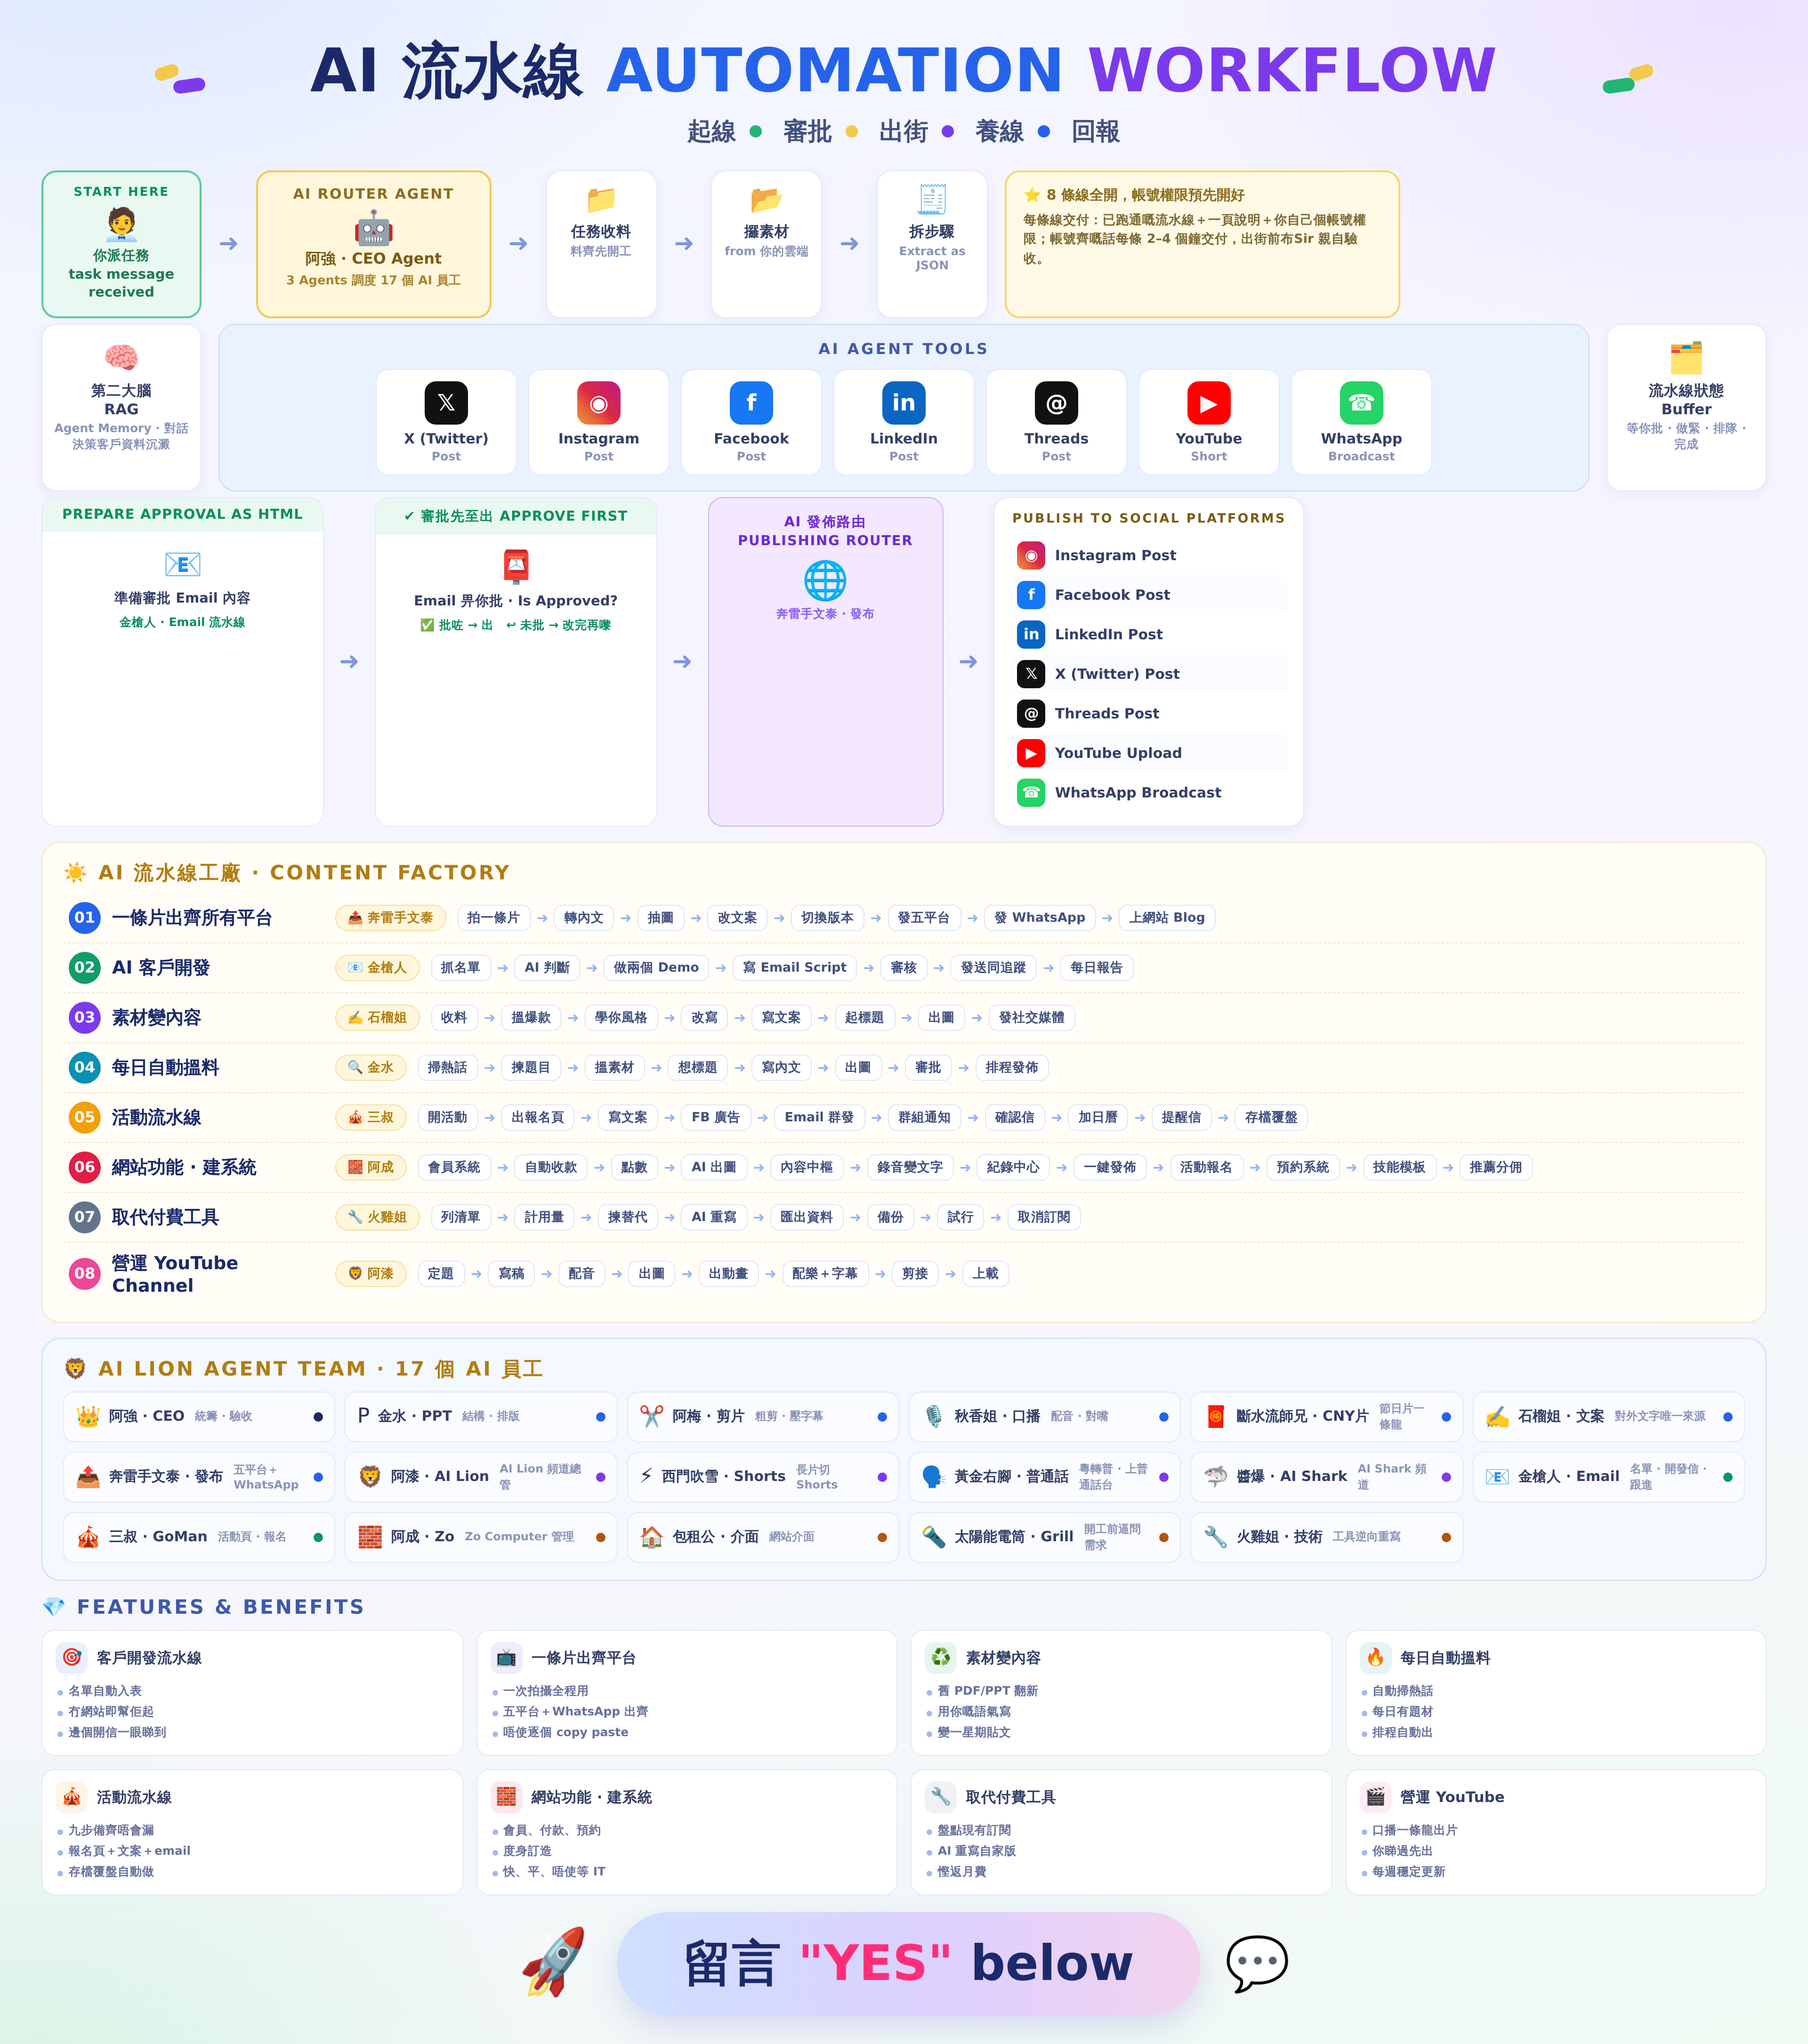 AI 流水線 AUTOMATION WORKFLOW
起線 ● 審批 ● 出街 ● 養線 ● 回報
START HERE
你派任務
task message
received
AI ROUTER AGENT
阿強 · CEO Agent
3 Agents 調度 17 個 AI 員工
任務收料
料齊先開工
攞素材
from 你的雲端
拆步驟
Extract as
JSON
⭐ 8 條線全開，帳號權限預先開好
每條線交付：已跑通嘅流水線＋一頁說明＋你自己個帳號權
限；帳號齊嘅話每條 2–4 個鐘交付，出街前布Sir 親自驗
收。
第二大腦
RAG
Agent Memory · 對話
決策客戶資料沉澱
AI AGENT TOOLS
X (Twitter)
Post
Instagram
Post
Facebook
Post
LinkedIn
Post
Threads
Post
YouTube
Short
WhatsApp
Broadcast
流水線狀態
Buffer
等你批 · 做緊 · 排隊 ·
完成
PREPARE APPROVAL AS HTML
準備審批 Email 內容
金槍人 · Email 流水線
✔ 審批先至出 APPROVE FIRST
Email 畀你批 · Is Approved?
✅ 批咗 → 出 ↩ 未批 → 改完再嚟
AI 發佈路由
PUBLISHING ROUTER
奔雷手文泰 · 發布
PUBLISH TO SOCIAL PLATFORMS
Instagram Post
Facebook Post
LinkedIn Post
X (Twitter) Post
Threads Post
YouTube Upload
WhatsApp Broadcast
AI 流水線工廠 · CONTENT FACTORY
01 一條片出齊所有平台 奔雷手文泰 拍一條片 → 轉內文 → 抽圖 → 改文案 → 切換版本 → 發五平台 → 發 WhatsApp → 上網站 Blog
02 AI 客戶開發 金槍人 抓名單 → AI 判斷 → 做兩個 Demo → 寫 Email Script → 審核 → 發送同追蹤 → 每日報告
03 素材變內容 石榴姐 收料 → 搵爆款 → 學你風格 → 改寫 → 寫文案 → 起標題 → 出圖 → 發社交媒體
04 每日自動搵料 金水 掃熱話 → 揀題目 → 搵素材 → 想標題 → 寫內文 → 出圖 → 審批 → 排程發佈
05 活動流水線 三叔 開活動 → 出報名頁 → 寫文案 → FB 廣告 → Email 群發 → 群組通知 → 確認信 → 加日曆 → 提醒信 → 存檔覆盤
06 網站功能 · 建系統 阿成 會員系統 → 自動收款 → 點數 → AI 出圖 → 內容中樞 → 錄音變文字 → 紀錄中心 → 一鍵發佈 → 活動報名 → 預約系統 → 技能模板 → 推薦分佣
07 取代付費工具 火雞姐 列清單 → 計用量 → 揀替代 → AI 重寫 → 匯出資料 → 備份 → 試行 → 取消訂閱
08 營運 YouTube
Channel 阿漆 定題 → 寫稿 → 配音 → 出圖 → 出動畫 → 配樂＋字幕 → 剪接 → 上載
AI LION AGENT TEAM · 17 個 AI 員工
阿強 · CEO 統籌 · 驗收
P 金水 · PPT 結構 · 排版
阿梅 · 剪片 粗剪 · 壓字幕
秋香姐 · 口播 配音 · 對嘴
斷水流師兄 · CNY片 節日片一
條龍
石榴姐 · 文案 對外文字唯一來源
奔雷手文泰 · 發布 五平台＋
WhatsApp
阿漆 · AI Lion AI Lion 頻道總
管
西門吹雪 · Shorts 長片切
Shorts
黃金右腳 · 普通話 粵轉普 · 上普
通話台
醬爆 · AI Shark AI Shark 頻
道
金槍人 · Email 名單 · 開發信 ·
跟進
三叔 · GoMan 活動頁 · 報名
阿成 · Zo Zo Computer 管理
包租公 · 介面 網站介面
太陽能電筒 · Grill 開工前逼問
需求
火雞姐 · 技術 工具逆向重寫
FEATURES & BENEFITS
客戶開發流水線
名單自動入表
冇網站即幫佢起
邊個開信一眼睇到
一條片出齊平台
一次拍攝全程用
五平台＋WhatsApp 出齊
唔使逐個 copy paste
素材變內容
舊 PDF/PPT 翻新
用你嘅語氣寫
變一星期貼文
每日自動搵料
自動掃熱話
每日有題材
排程自動出
活動流水線
九步備齊唔會漏
報名頁＋文案＋email
存檔覆盤自動做
網站功能 · 建系統
會員、付款、預約
度身訂造
快、平、唔使等 IT
取代付費工具
盤點現有訂閱
AI 重寫自家版
慳返月費
營運 YouTube
口播一條龍出片
你睇過先出
每週穩定更新
留言 "YES" below